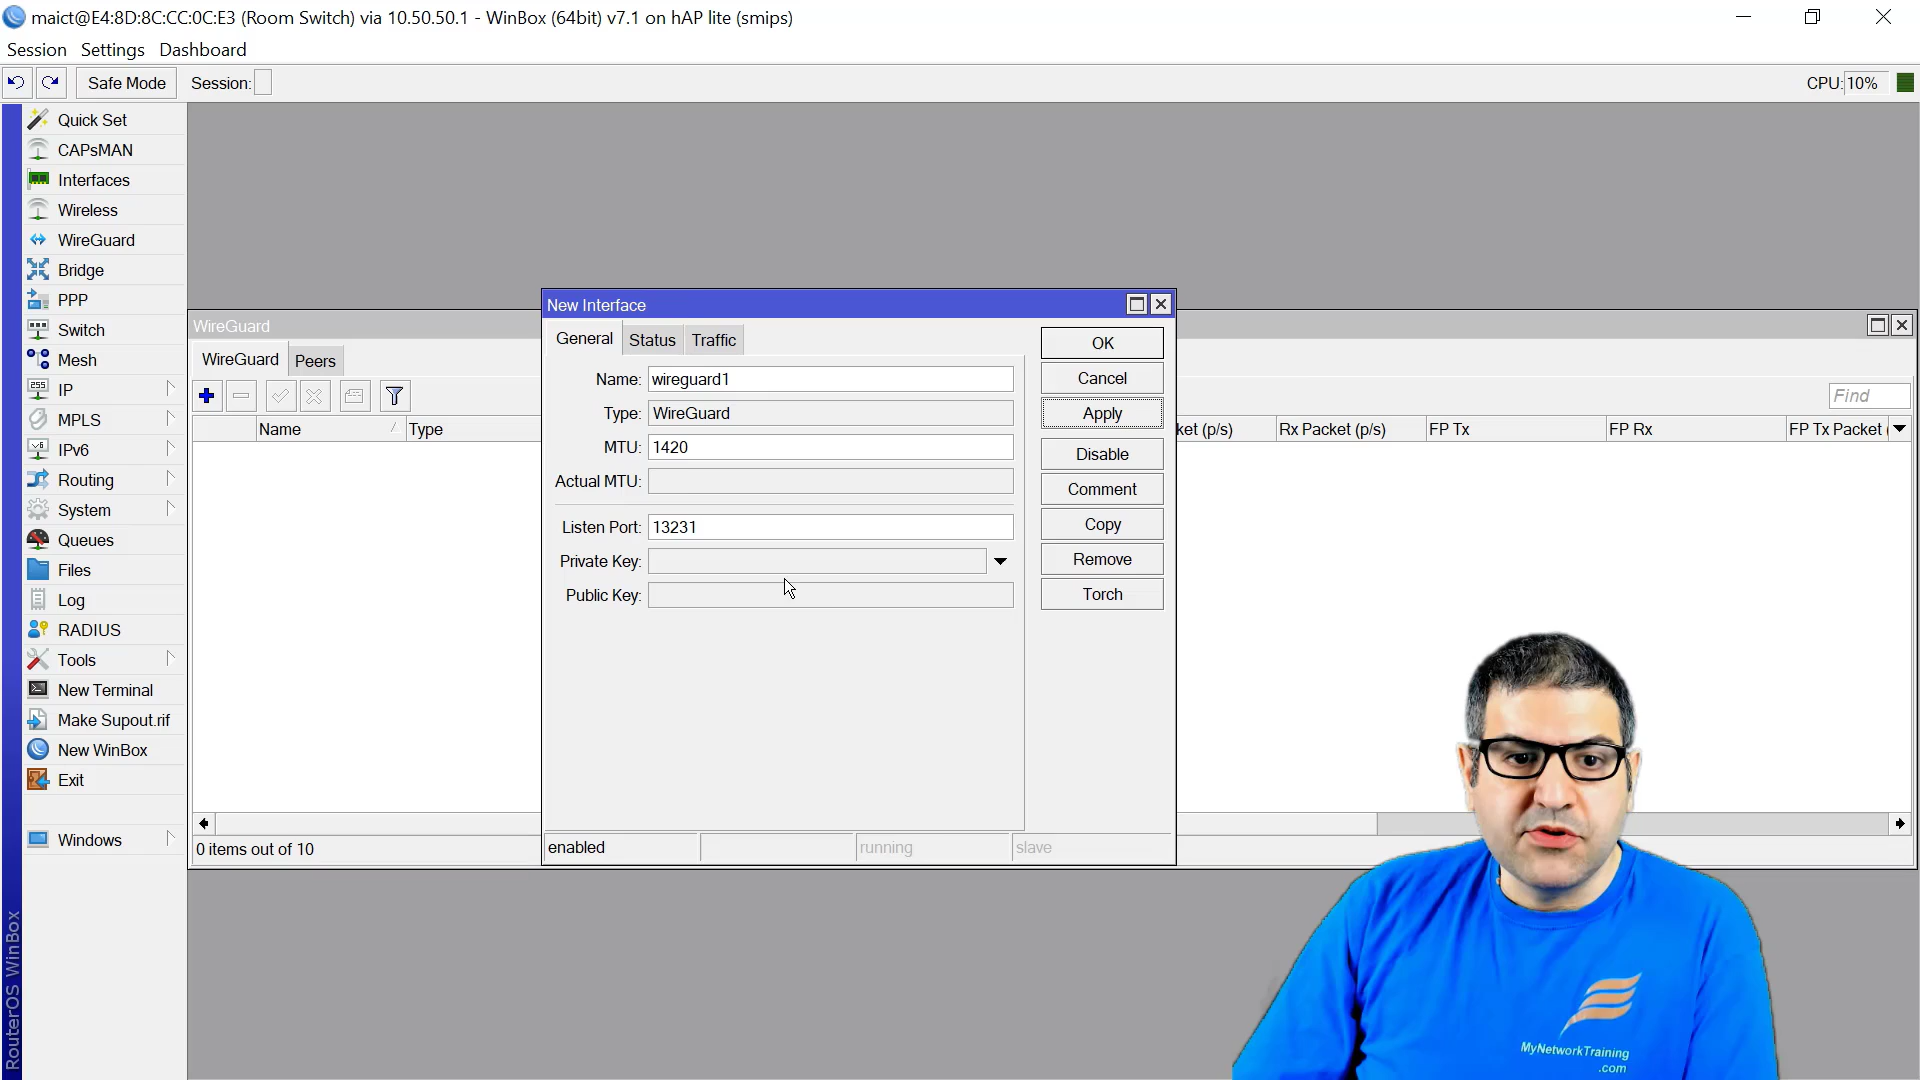 maict@E4:8D:8C:CC:0C:E3 (Room Switch) via 10.50.50.1 - WinBox (64bit) v7.1 on hAP lite (smips)
Session Settings Dashboard
Safe Mode Session: CPU: 10%
Quick Set
CAPsMAN
Interfaces
Wireless
WireGuard
Bridge
PPP
Switch
Mesh
IP
MPLS
IPv6
Routing
System
Queues
Files
Log
RADIUS
Tools
New Terminal
Make Supout.rif
New WinBox
Exit
Windows
RouterOS WinBox
WireGuard
WireGuard Peers
Find
Name Type ket (p/s) Rx Packet (p/s) FP Tx FP Rx FP Tx Packet (
0 items out of 10
New Interface
General Status Traffic
Name: wireguard1
Type: WireGuard
MTU: 1420
Actual MTU:
Listen Port: 13231
Private Key:
Public Key:
OK
Cancel
Apply
Disable
Comment
Copy
Remove
Torch
enabled running slave
MyNetworkTraining
.com